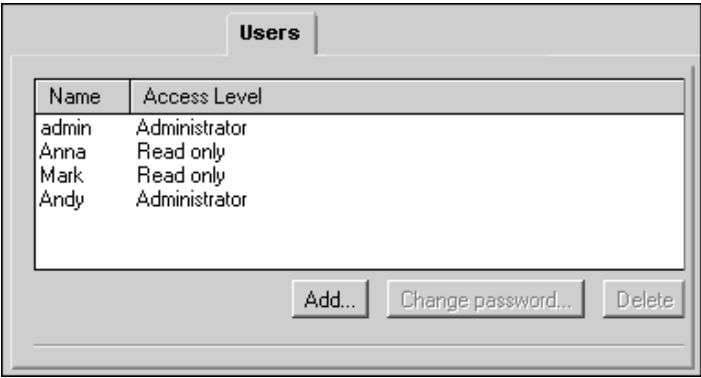 Users
Name Access Level
admin Administrator
Anna Read only
Mark Read only
Andy Administrator
Add... Change password... Delete